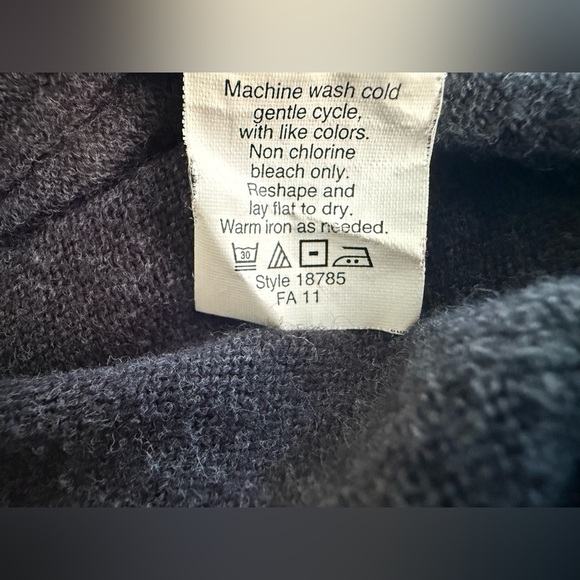 Machine wash cold
gentle cycle,
with like colors.
Non chlorine
bleach only.
Reshape and
lay flat to dry.
Warm iron as needed.
30
Style 18785
FA 11